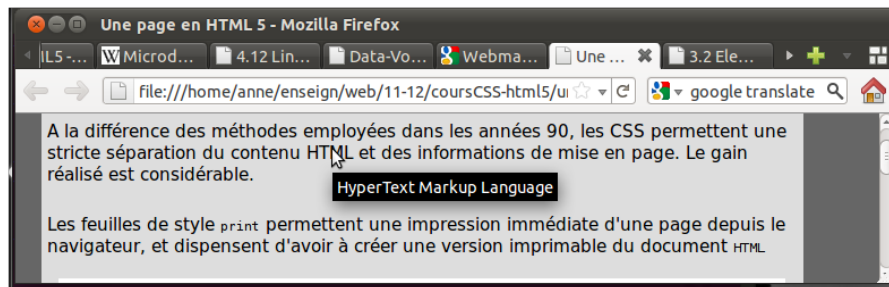 Une page en HTML 5 - Mozilla Firefox
IL5 -... W Microd... 4.12 Lin... Data-Vo... Webma... Une ... 3.2 Ele...
file:///home/anne/enseign/web/11-12/coursCSS-html5/u google translate
A la différence des méthodes employées dans les années 90, les CSS permettent une
stricte séparation du contenu HTML et des informations de mise en page. Le gain
réalisé est considérable.
HyperText Markup Language
Les feuilles de style print permettent une impression immédiate d'une page depuis le
navigateur, et dispensent d'avoir à créer une version imprimable du document HTML